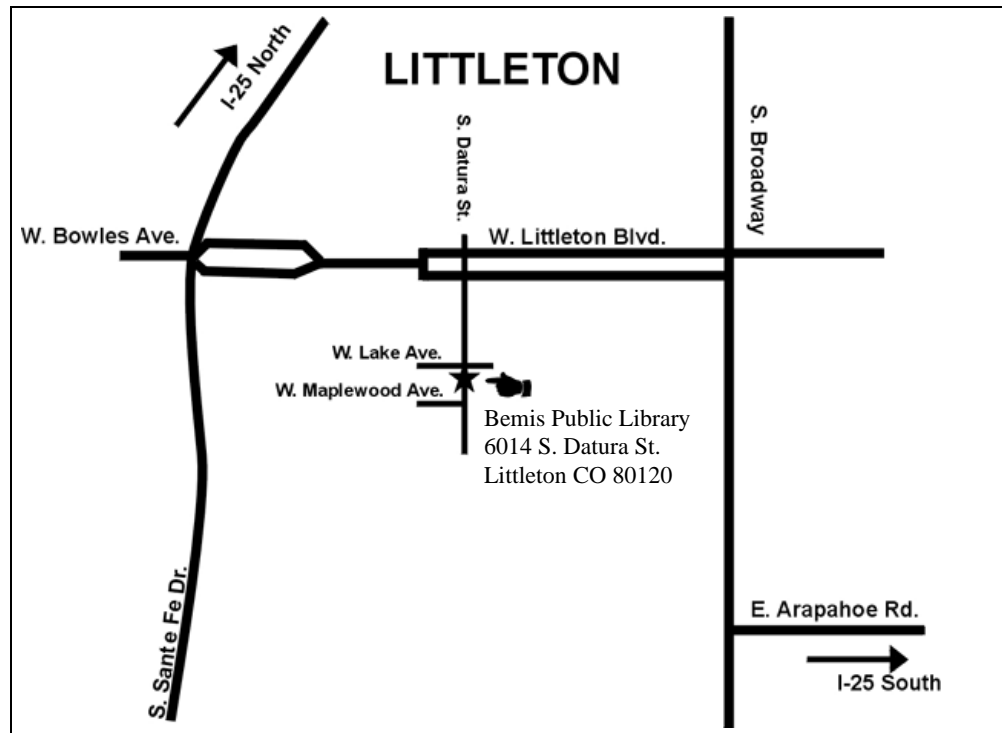 I-25 North
LITTLETON
S. Datura St.
S. Broadway
W. Bowles Ave.
W. Littleton Blvd.
W. Lake Ave.
W. Maplewood Ave.
Bemis Public Library
6014 S. Datura St.
Littleton CO 80120
S. Sante Fe Dr.
E. Arapahoe Rd.
I-25 South